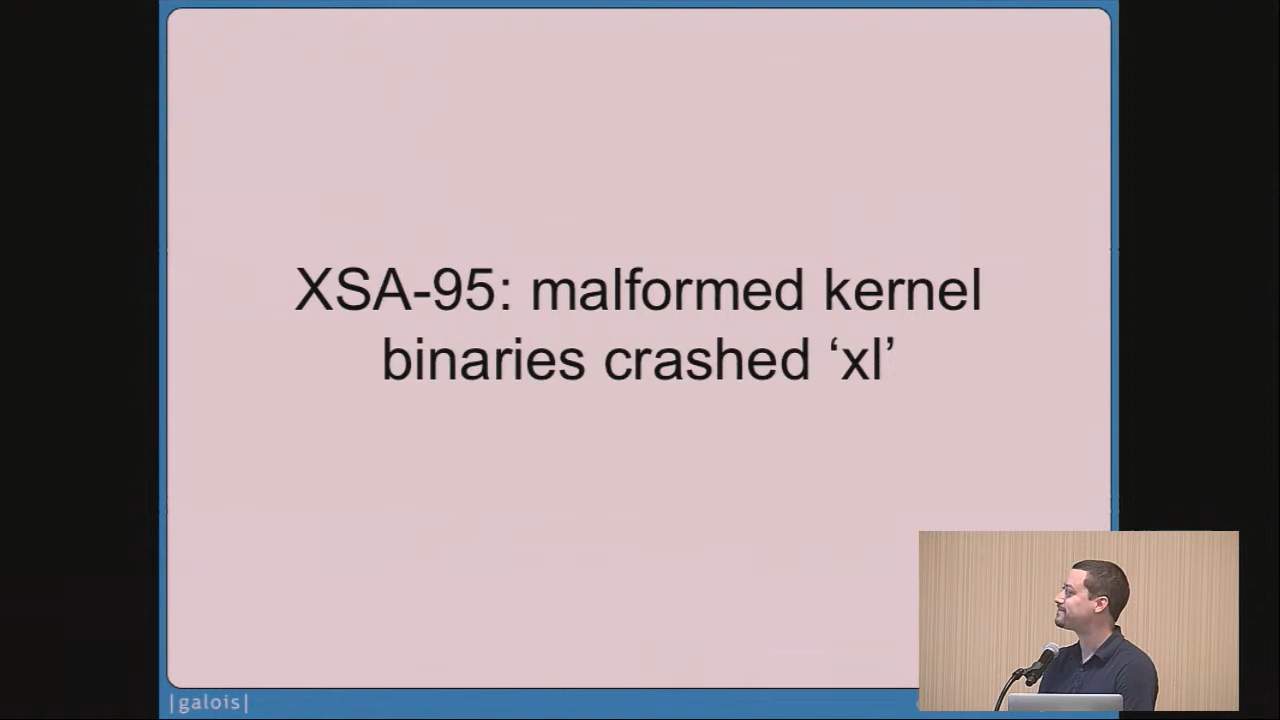 XSA-95: malformed kernel
binaries crashed ‘xl’
|galois|